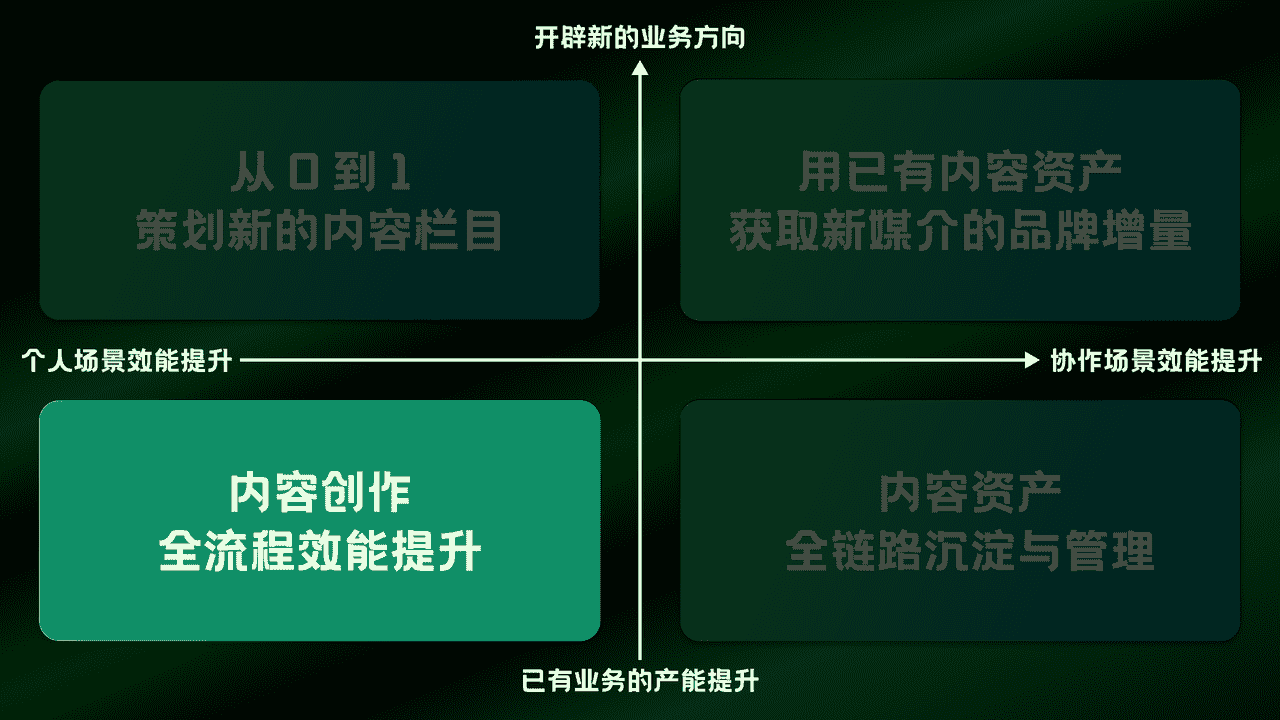 开辟新的业务方向
从 0 到 1
策划新的内容栏目
用已有内容资产
获取新媒介的品牌增量
个人场景效能提升
协作场景效能提升
内容创作
全流程效能提升
内容资产
全链路沉淀与管理
已有业务的产能提升